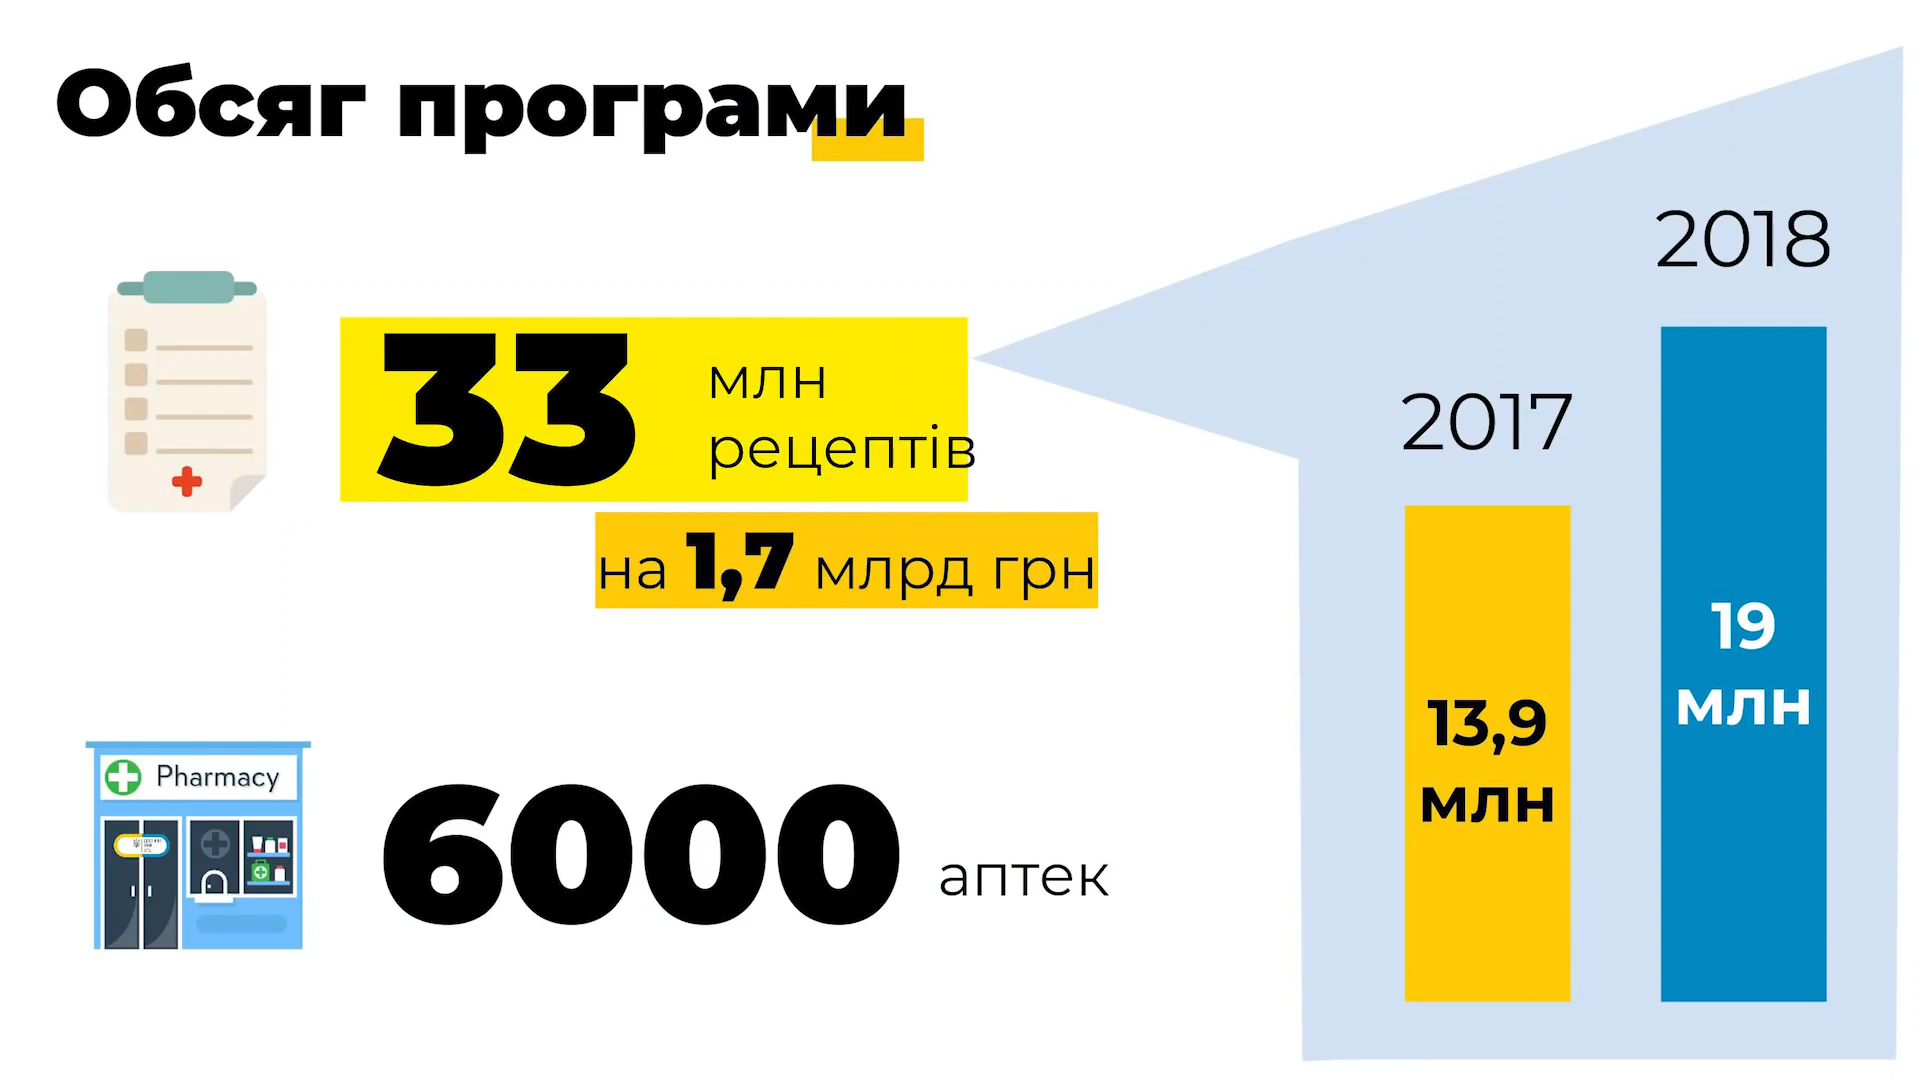 Обсяг програми
33 млн
рецептів
на 1,7 млрд грн
Pharmacy
6000 аптек
2017
13,9
млн
2018
19
млн